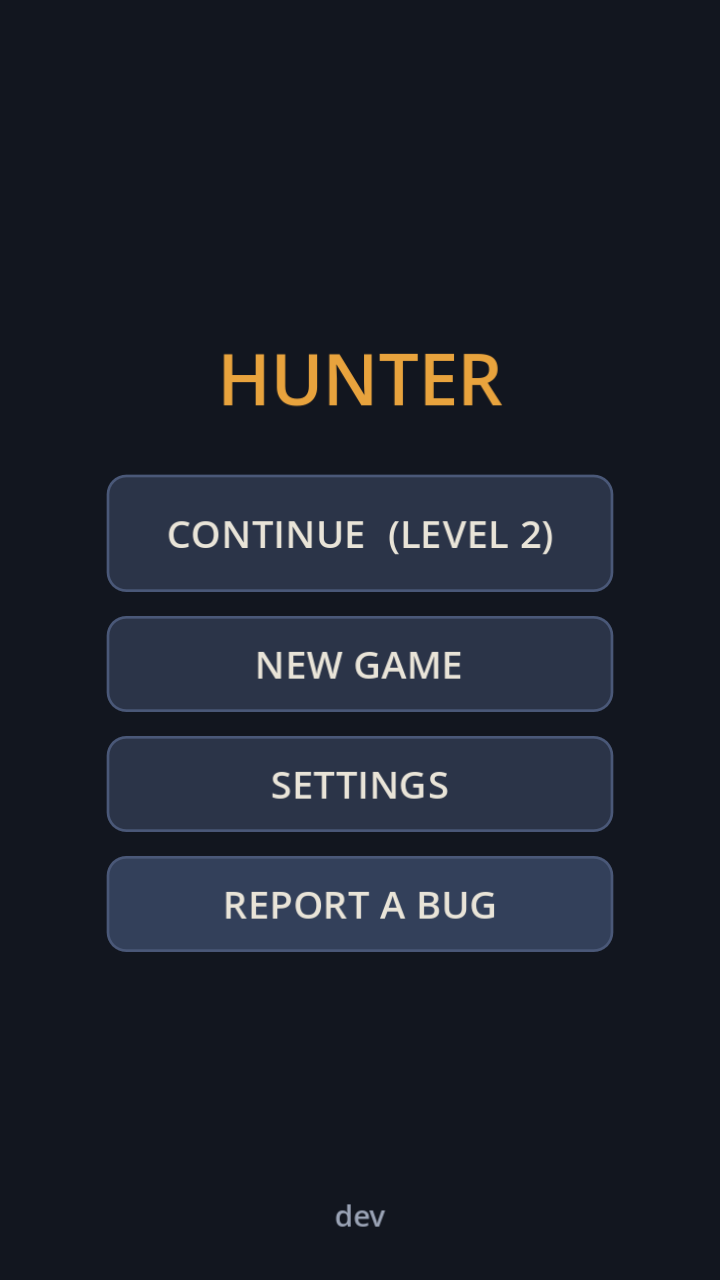 HUNTER
CONTINUE  (LEVEL 2)
NEW GAME
SETTINGS
REPORT A BUG
dev